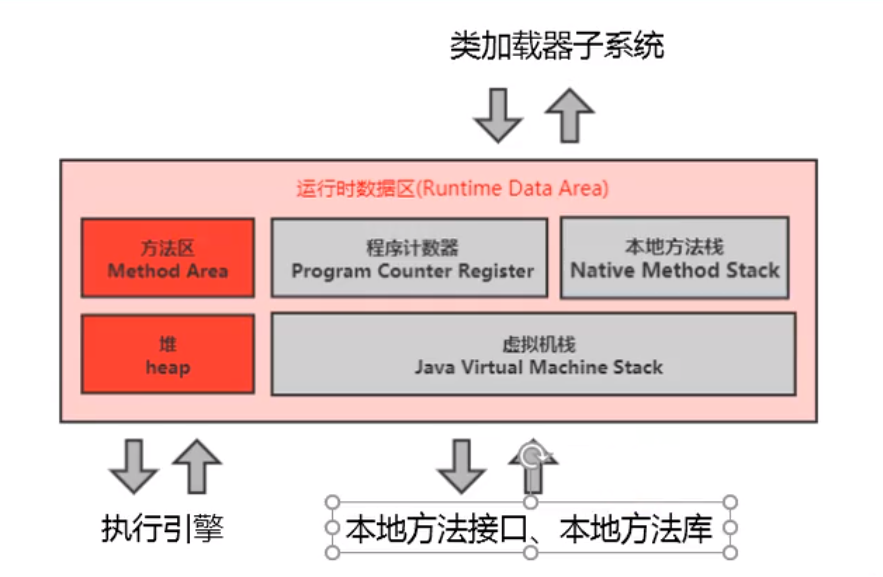 类加载器子系统
运行时数据区(Runtime Data Area)
方法区
Method Area
程序计数器
Program Counter Register
本地方法栈
Native Method Stack
堆
heap
虚拟机栈
Java Virtual Machine Stack
执行引擎
本地方法接口、本地方法库